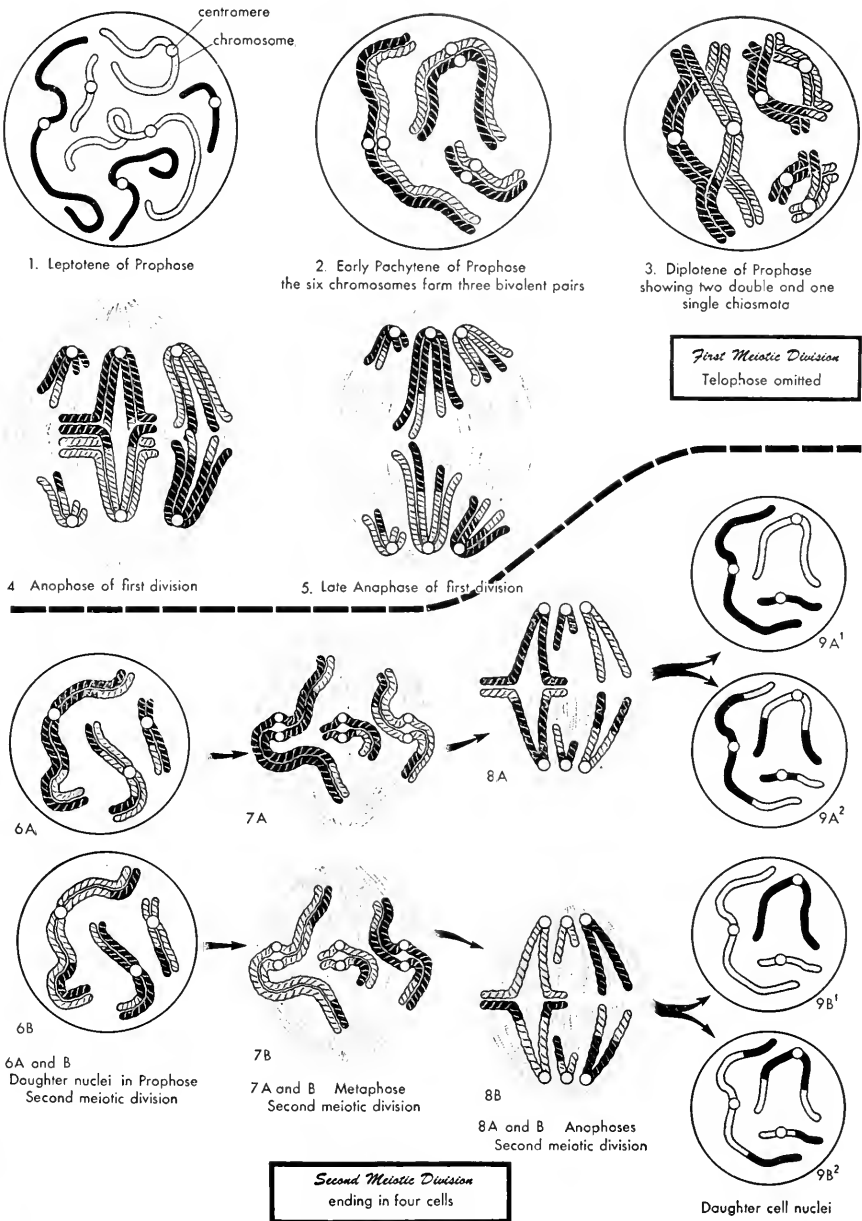 centromere
chromosome
1. Leptotene of Prophase
2. Early Pachytene of Prophase
the six chromosomes form three bivalent pairs
3. Diplotene of Prophase
showing two double and one
single chiasmata
First Meiotic Division
Telophase omitted
4 Anaphase of first division
5. Late Anaphase of first division
6A
7A
8A
9A¹
9A²
6B
7B
8B
9B¹
9B²
6A and B
Daughter nuclei in Prophase
Second meiotic division
7A and B Metaphase
Second meiotic division
8A and B Anaphases
Second meiotic division
Second Meiotic Division
ending in four cells
Daughter cell nuclei